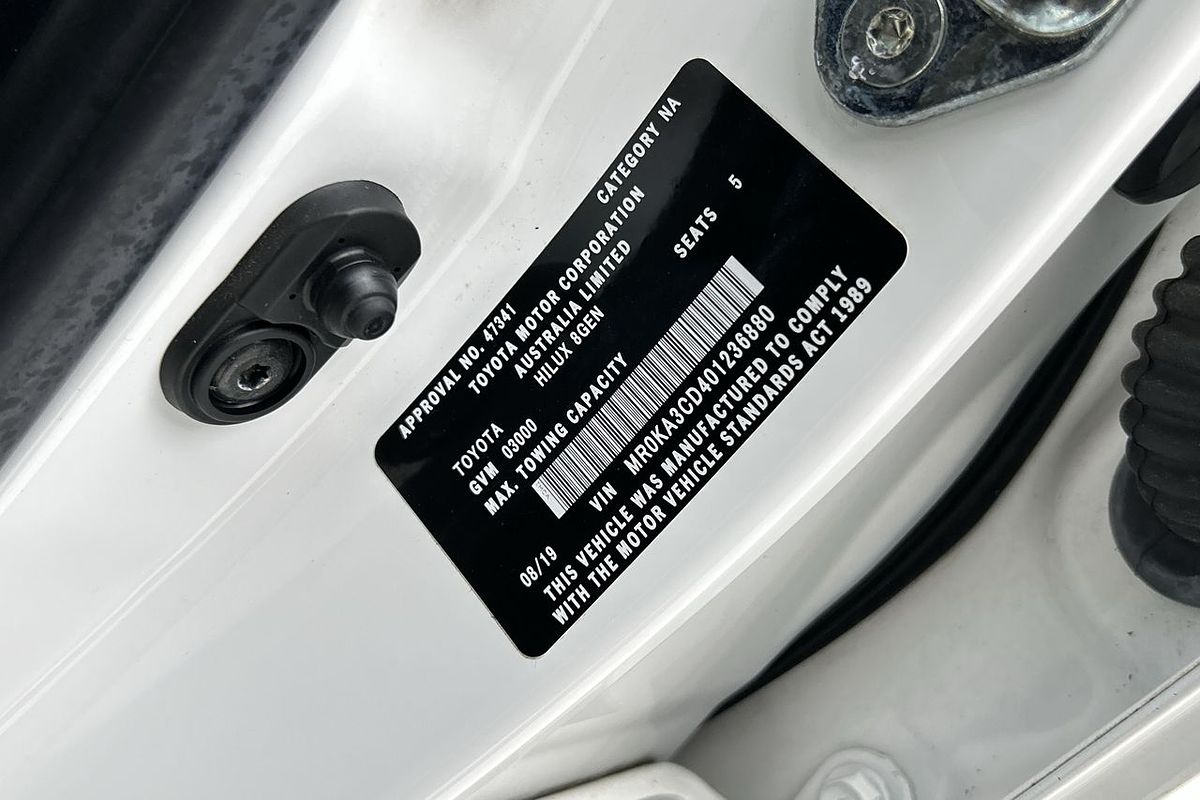 APPROVAL NO. 47341 CATEGORY NA
TOYOTA MOTOR CORPORATION
AUSTRALIA LIMITED
HILUX 8GEN
TOYOTA
GVM 03000 SEATS 5
MAX. TOWING CAPACITY
VIN MR0KA3CD401236880
08/19
THIS VEHICLE WAS MANUFACTURED TO COMPLY
WITH THE MOTOR VEHICLE STANDARDS ACT 1989